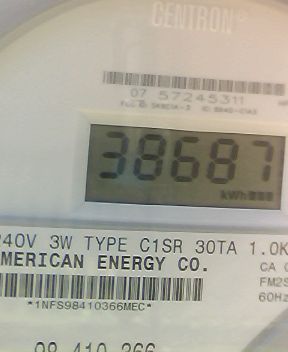 CENTRON®
07 57245311
38687
kWh
240V 3W TYPE C1SR 30TA 1.0K
AMERICAN ENERGY CO.
CA
FM2S
60Hz
*1NFS98410366MEC*
98 410 366